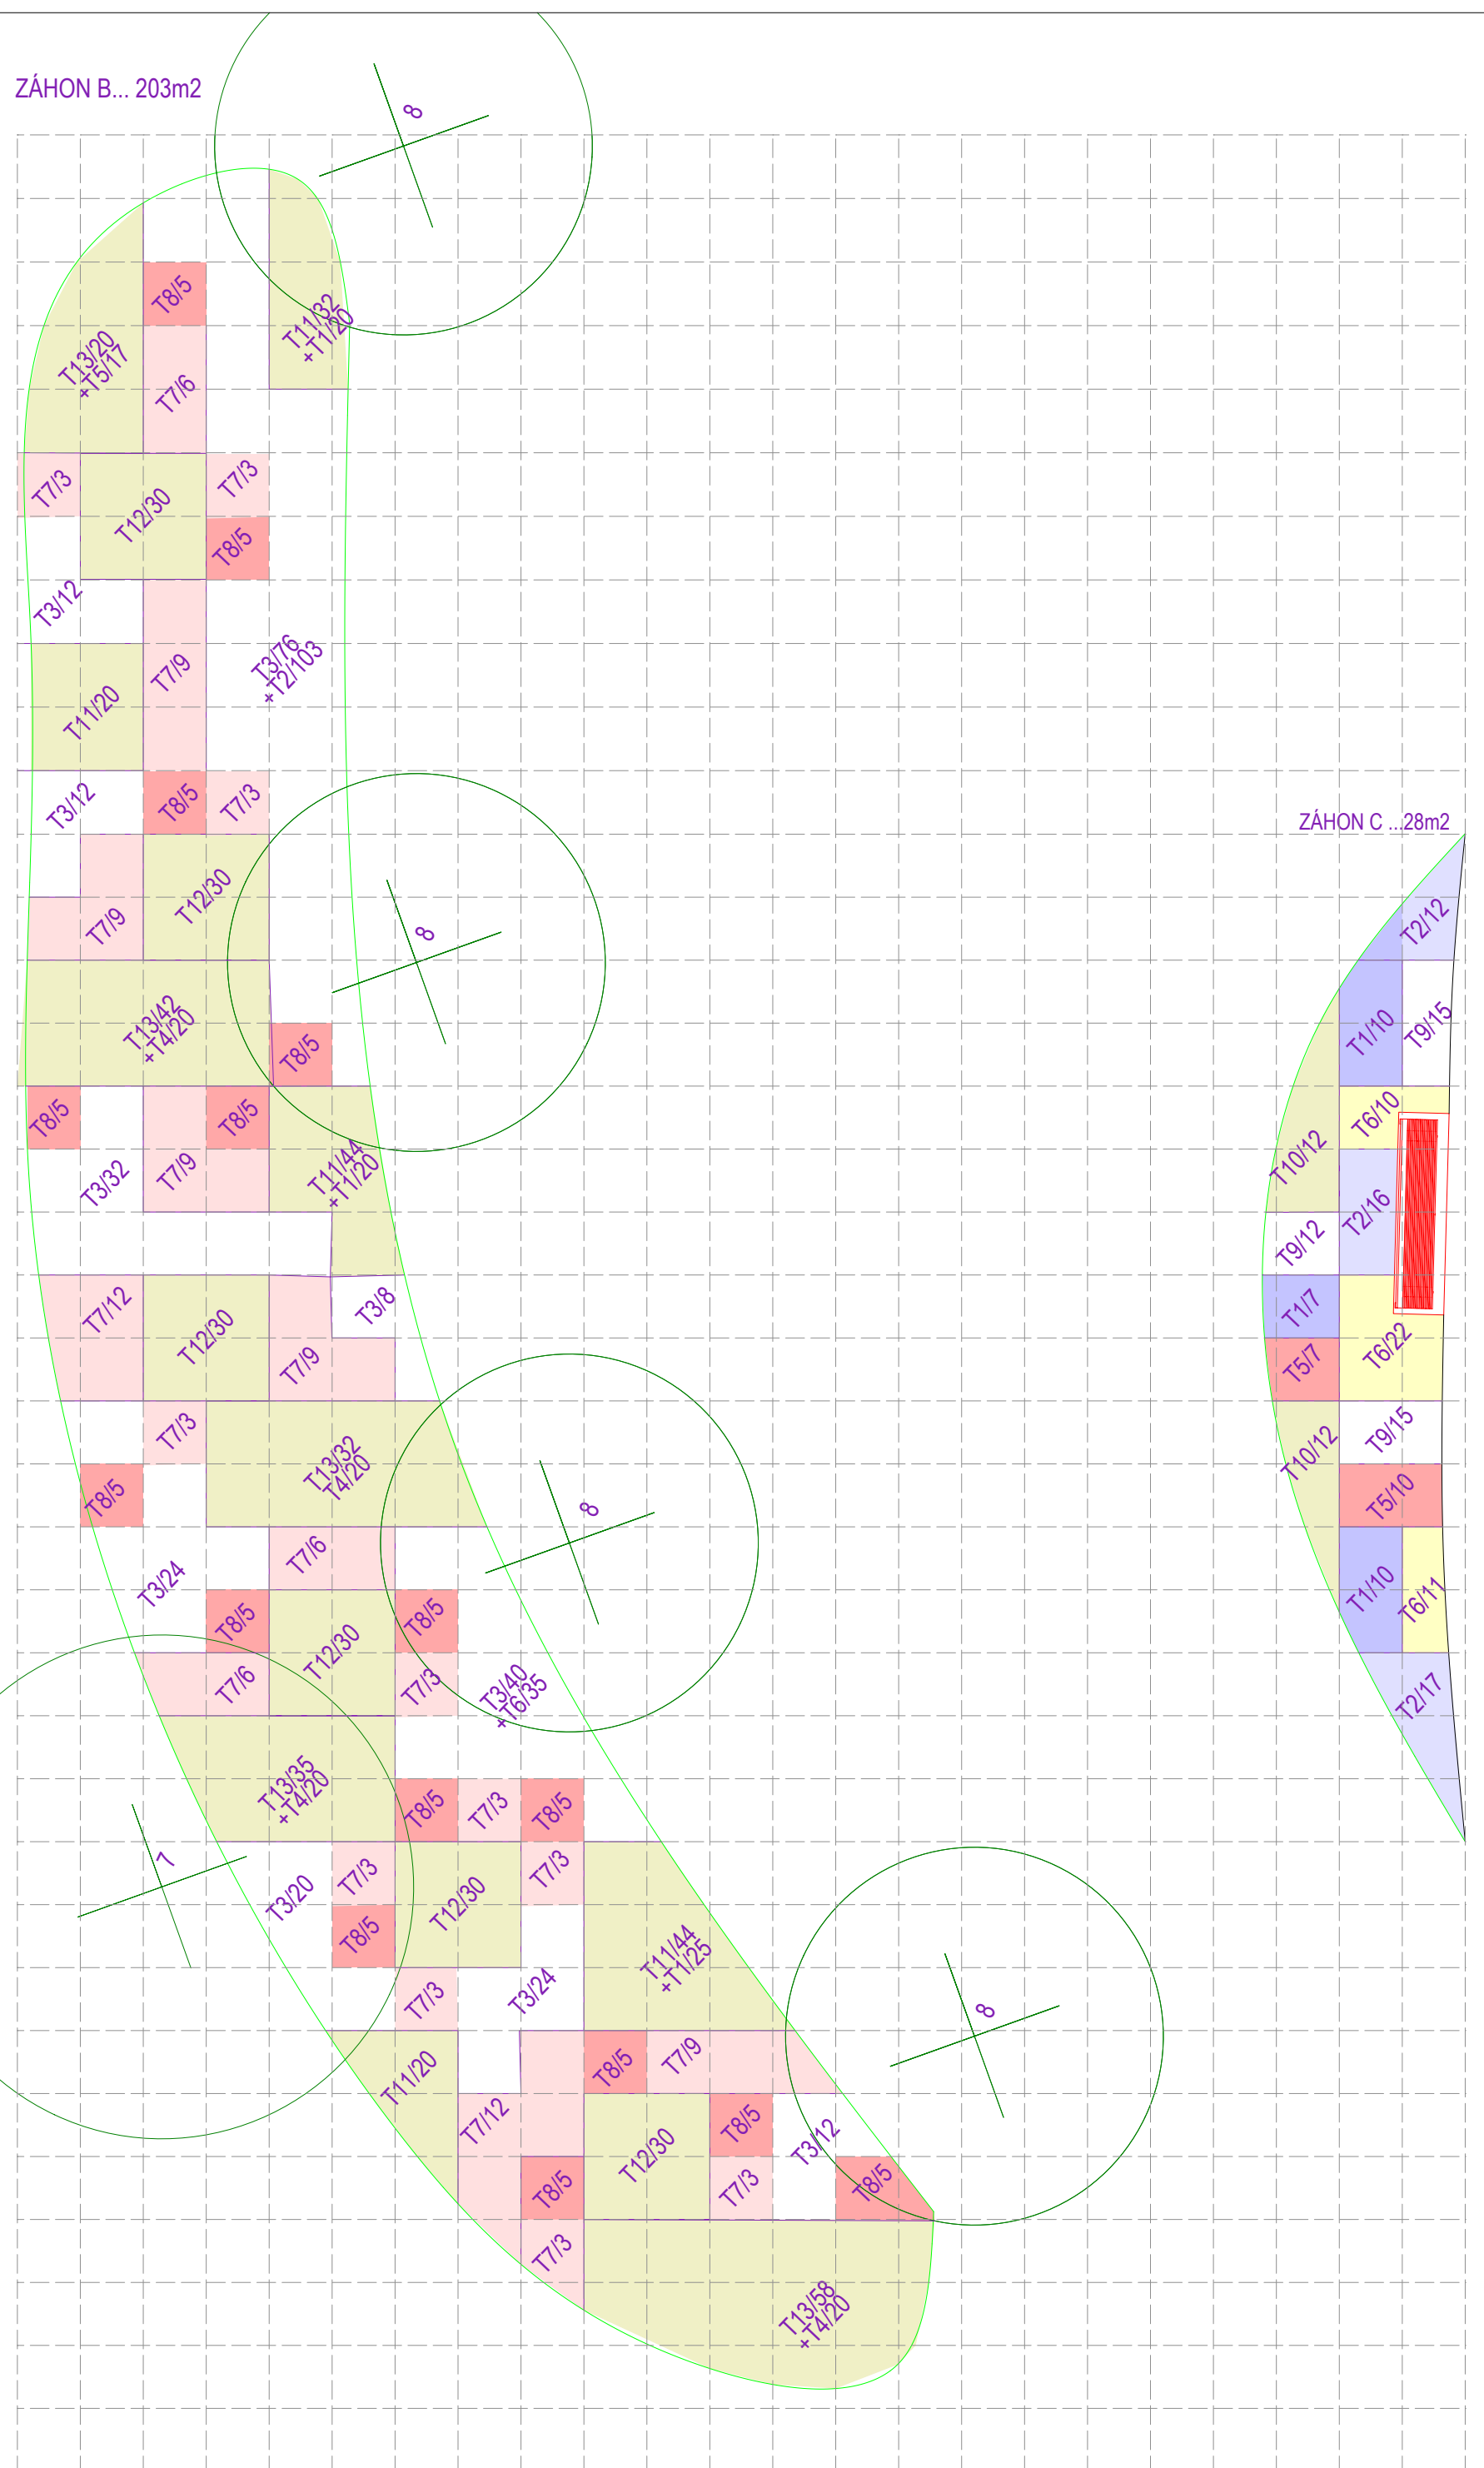 ZÁHON B... 203m2
8
T8/5
T11/32
+T1/20
T13/20
+T5/17
T7/6
T7/3
T7/3
T12/30
T8/5
T3/12
T3/76
+T2/103
T7/9
T11/20
T3/12
T8/5
T7/3
ZÁHON C ...28m2
T12/30
T7/9
8
T2/12
T13/42
+T4/20
T8/5
T1/10
T9/15
T8/5
T8/5
T6/10
T3/32
T7/9
T11/44
+T1/20
T10/12
T2/16
T9/12
T7/12
T12/30
T3/8
T1/7
T7/9
T5/7
T6/22
T7/3
T13/32
T4/20
T10/12
T9/15
T8/5
8
T5/10
T7/6
T3/24
T8/5
T12/30
T8/5
T1/10
T6/11
T7/6
T7/3
T3/40
+T6/35
T2/17
T13/35
+T4/20
T8/5
T7/3
T8/5
7
T3/20
T7/3
T12/30
T7/3
T8/5
T11/44
+T1/25
T7/3
T3/24
8
T11/20
T8/5
T7/9
T7/12
T12/30
T8/5
T3/12
T8/5
T7/3
T8/5
T7/3
T13/58
+T4/20